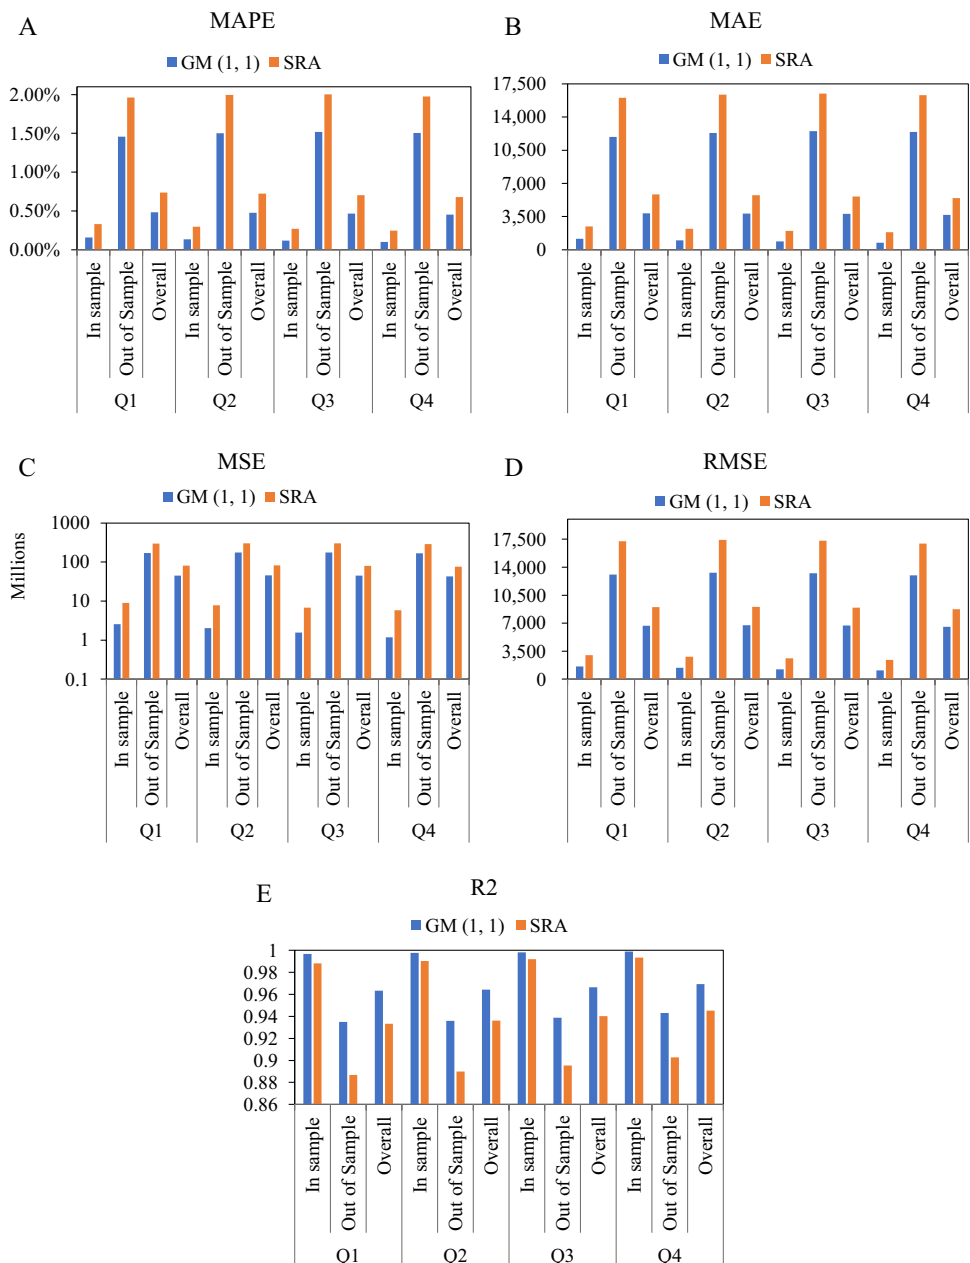 A
MAPE
GM (1, 1) SRA
2.00%
1.50%
1.00%
0.50%
0.00%
In sample
Out of Sample
Overall
In sample
Out of Sample
Overall
In sample
Out of Sample
Overall
In sample
Out of Sample
Overall
Q1 Q2 Q3 Q4
B
MAE
GM (1, 1) SRA
17,500
14,000
10,500
7,000
3,500
0
In sample
Out of Sample
Overall
In sample
Out of Sample
Overall
In sample
Out of Sample
Overall
In sample
Out of Sample
Overall
Q1 Q2 Q3 Q4
C
MSE
GM (1, 1) SRA
Millions
1000
100
10
1
0.1
In sample
Out of Sample
Overall
In sample
Out of Sample
Overall
In sample
Out of Sample
Overall
In sample
Out of Sample
Overall
Q1 Q2 Q3 Q4
D
RMSE
GM (1, 1) SRA
17,500
14,000
10,500
7,000
3,500
0
In sample
Out of Sample
Overall
In sample
Out of Sample
Overall
In sample
Out of Sample
Overall
In sample
Out of Sample
Overall
Q1 Q2 Q3 Q4
E
R2
GM (1, 1) SRA
1
0.98
0.96
0.94
0.92
0.9
0.88
0.86
In sample
Out of Sample
Overall
In sample
Out of Sample
Overall
In sample
Out of Sample
Overall
In sample
Out of Sample
Overall
Q1 Q2 Q3 Q4